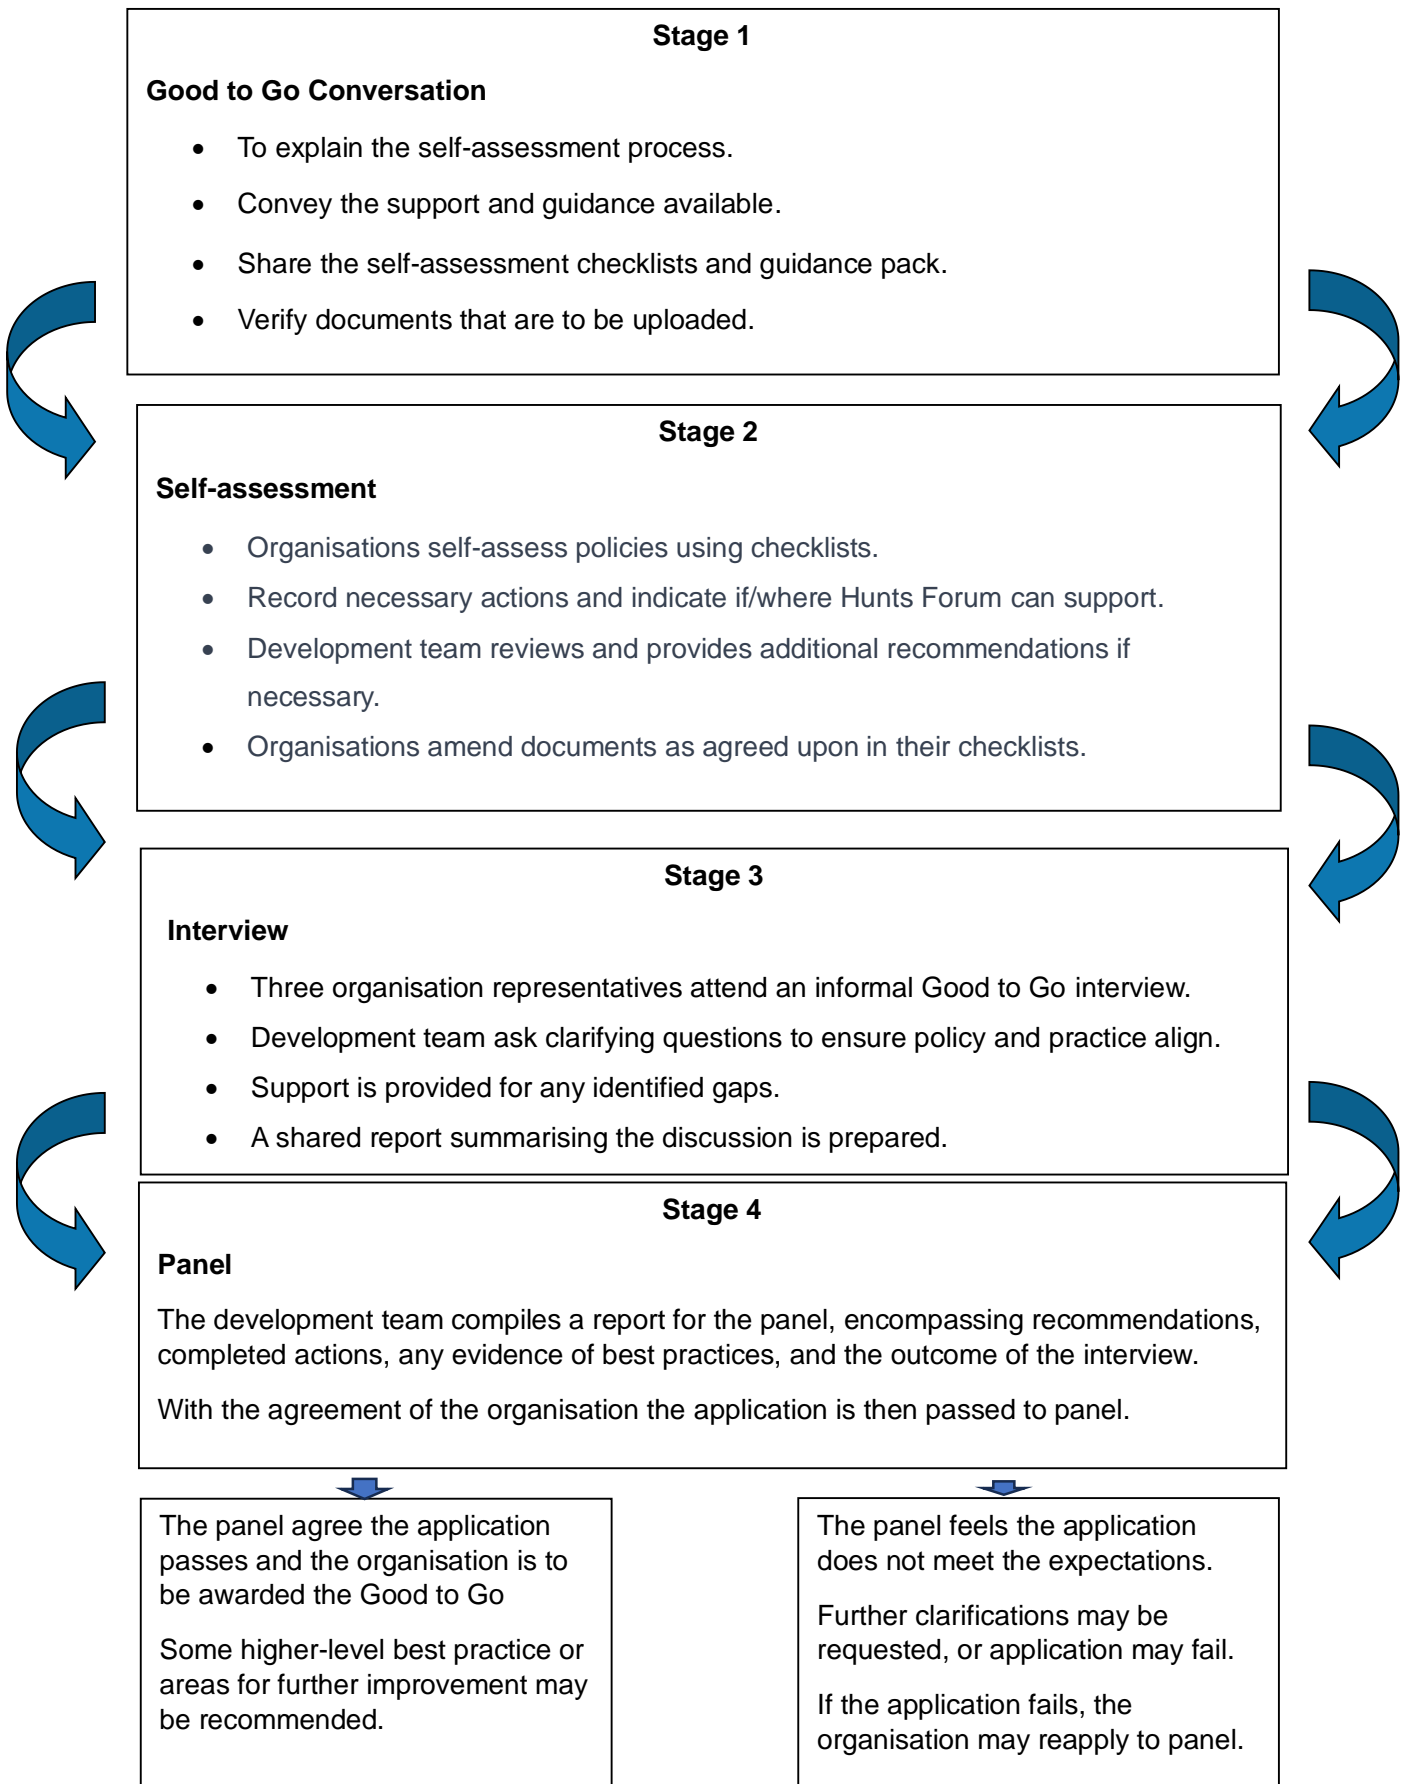 Stage 1
Good to Go Conversation
• To explain the self-assessment process.
• Convey the support and guidance available.
• Share the self-assessment checklists and guidance pack.
• Verify documents that are to be uploaded.
Stage 2
Self-assessment
• Organisations self-assess policies using checklists.
• Record necessary actions and indicate if/where Hunts Forum can support.
• Development team reviews and provides additional recommendations if
necessary.
• Organisations amend documents as agreed upon in their checklists.
Stage 3
Interview
• Three organisation representatives attend an informal Good to Go interview.
• Development team ask clarifying questions to ensure policy and practice align.
• Support is provided for any identified gaps.
• A shared report summarising the discussion is prepared.
Stage 4
Panel
The development team compiles a report for the panel, encompassing recommendations,
completed actions, any evidence of best practices, and the outcome of the interview.
With the agreement of the organisation the application is then passed to panel.
The panel agree the application
passes and the organisation is to
be awarded the Good to Go
Some higher-level best practice or
areas for further improvement may
be recommended.
The panel feels the application
does not meet the expectations.
Further clarifications may be
requested, or application may fail.
If the application fails, the
organisation may reapply to panel.